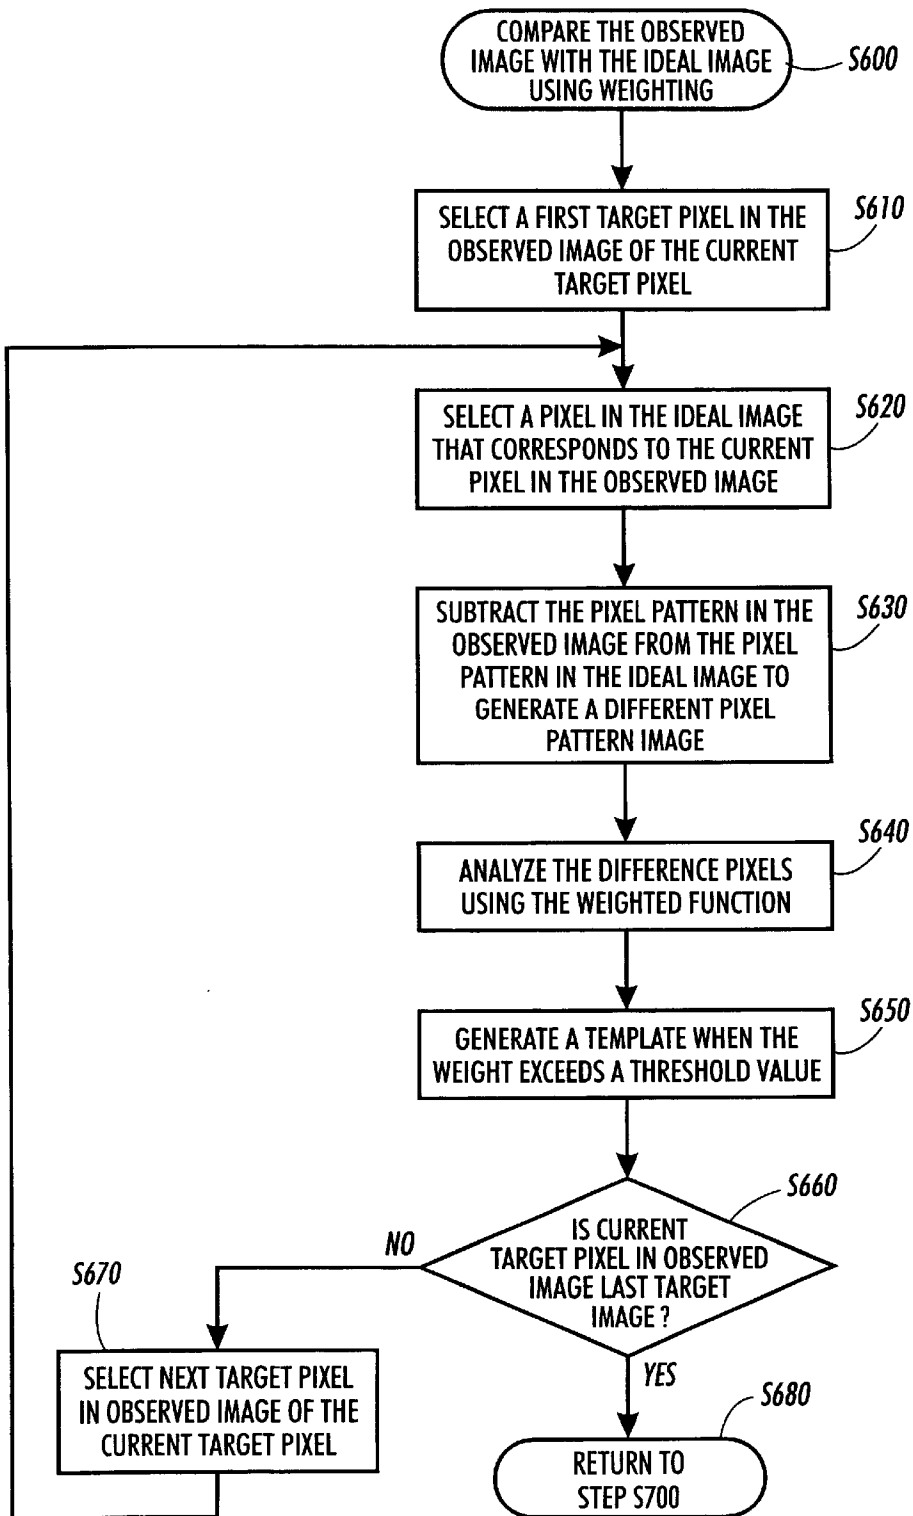 COMPARE THE OBSERVED
IMAGE WITH THE IDEAL IMAGE
USING WEIGHTING
S600
SELECT A FIRST TARGET PIXEL IN THE
OBSERVED IMAGE OF THE CURRENT
TARGET PIXEL
S610
SELECT A PIXEL IN THE IDEAL IMAGE
THAT CORRESPONDS TO THE CURRENT
PIXEL IN THE OBSERVED IMAGE
S620
SUBTRACT THE PIXEL PATTERN IN THE
OBSERVED IMAGE FROM THE PIXEL
PATTERN IN THE IDEAL IMAGE TO
GENERATE A DIFFERENT PIXEL
PATTERN IMAGE
S630
ANALYZE THE DIFFERENCE PIXELS
USING THE WEIGHTED FUNCTION
S640
GENERATE A TEMPLATE WHEN THE
WEIGHT EXCEEDS A THRESHOLD VALUE
S650
IS CURRENT
TARGET PIXEL IN OBSERVED
IMAGE LAST TARGET
IMAGE ?
S660
NO
S670
SELECT NEXT TARGET PIXEL
IN OBSERVED IMAGE OF THE
CURRENT TARGET PIXEL
YES
S680
RETURN TO
STEP S700